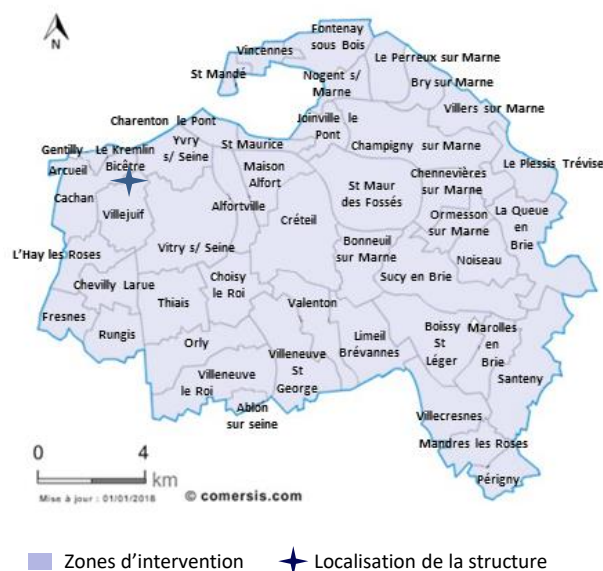 N
Fontenay
sous Bois
Vincennes
Le Perreux sur Marne
St Mandé
Nogent s/
Marne
Bry sur Marne
Villers sur Marne
Charenton le Pont
Joinville le
Pont
Gentilly
Le Kremlin
Bicêtre
Yvry
s/ Seine
St Maurice
Champigny sur Marne
Arcueil
Maison
Alfort
Le Plessis Trévise
Cachan
St Maur
des Fossés
Chennevières
sur Marne
Villejuif
Alfortville
Créteil
Ormesson
sur Marne
La Queue
en
Brie
L'Hay les Roses
Vitry s/ Seine
Bonneuil
sur Marne
Noiseau
Sucy en Brie
Chevilly Larue
Choisy
le Roi
Thiais
Valenton
Fresnes
Rungis
Orly
Limeil
Brévannes
Boissy
St
Léger
Marolles
en
Brie
Villeneuve
le Roi
Villeneuve
St
George
Santeny
Ablon
sur seine
Villecresnes
Mandres les Roses
Périgny
0 4
km
Mise à jour : 01/01/2018 © comersis.com
Zones d'intervention Localisation de la structure